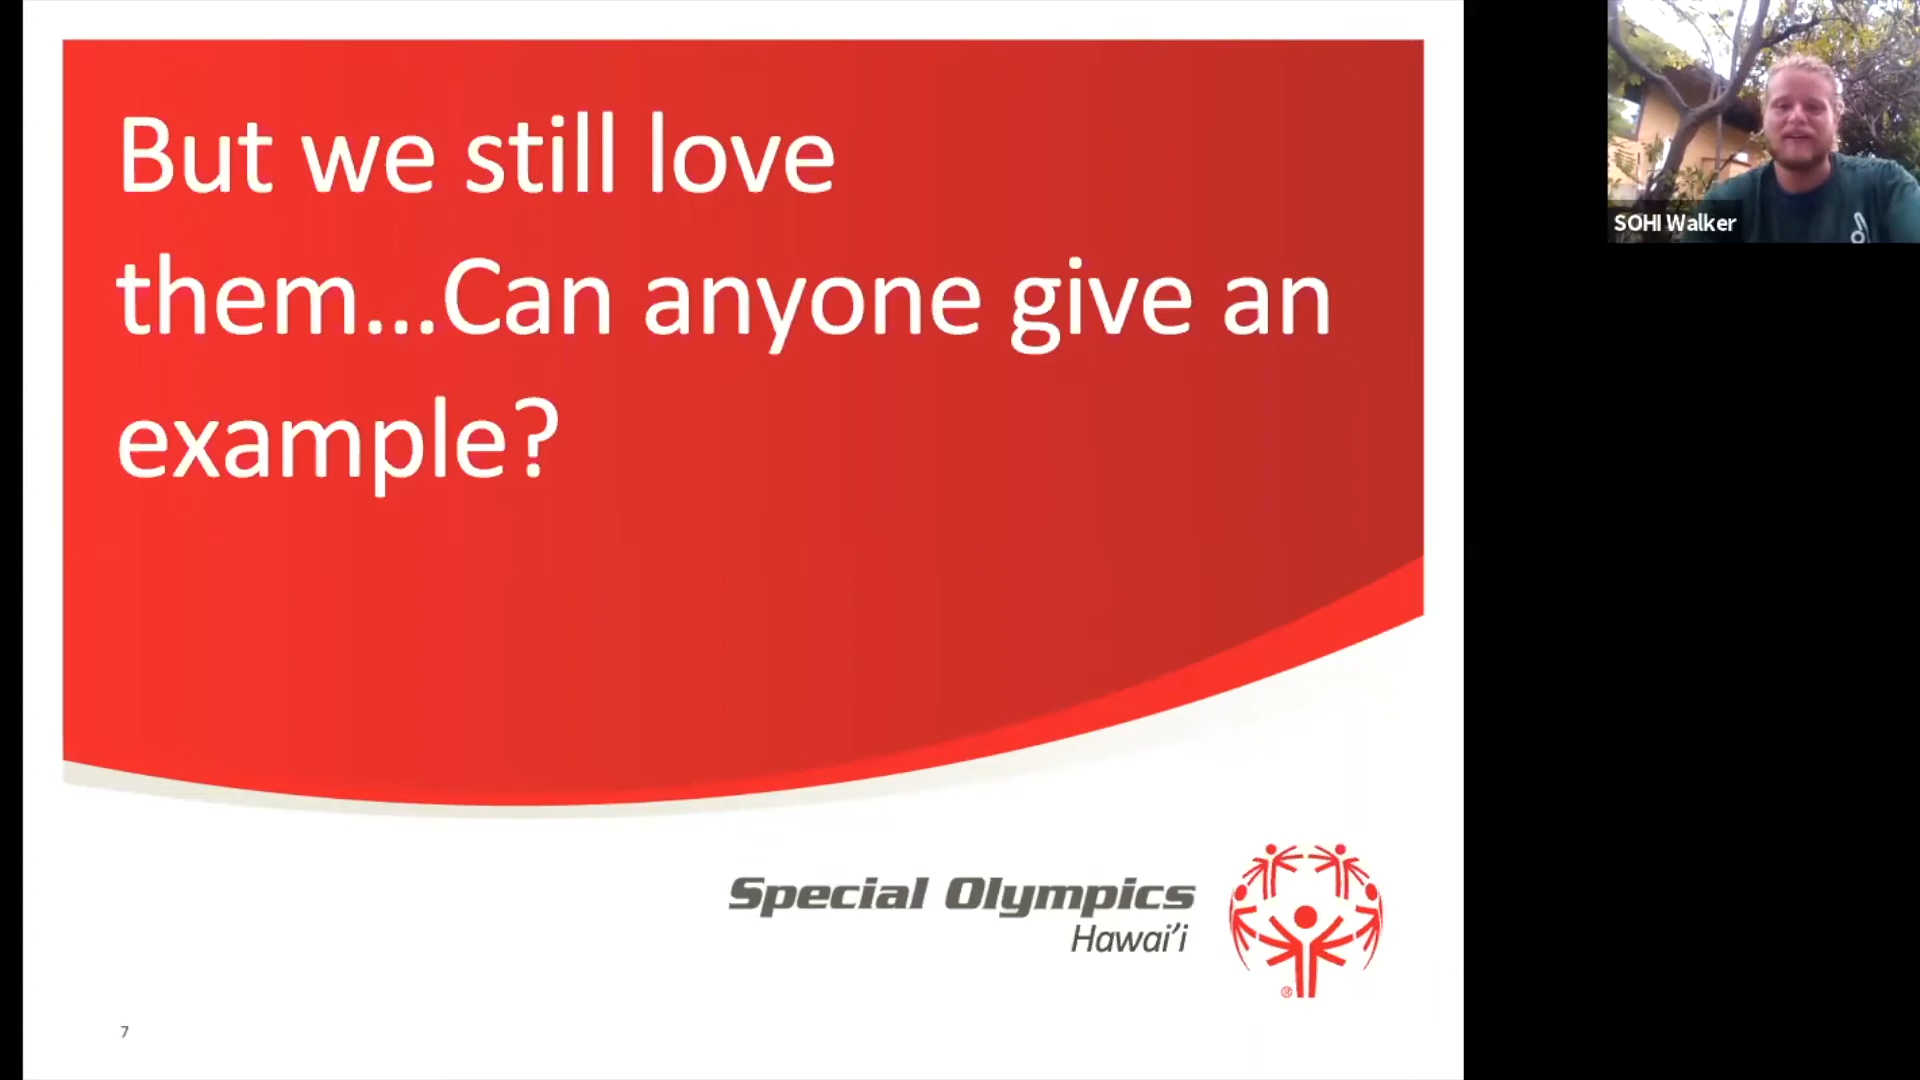 But we still love
them...Can anyone give an
example?
SOHI Walker
Special Olympics
Hawai'i
®
7